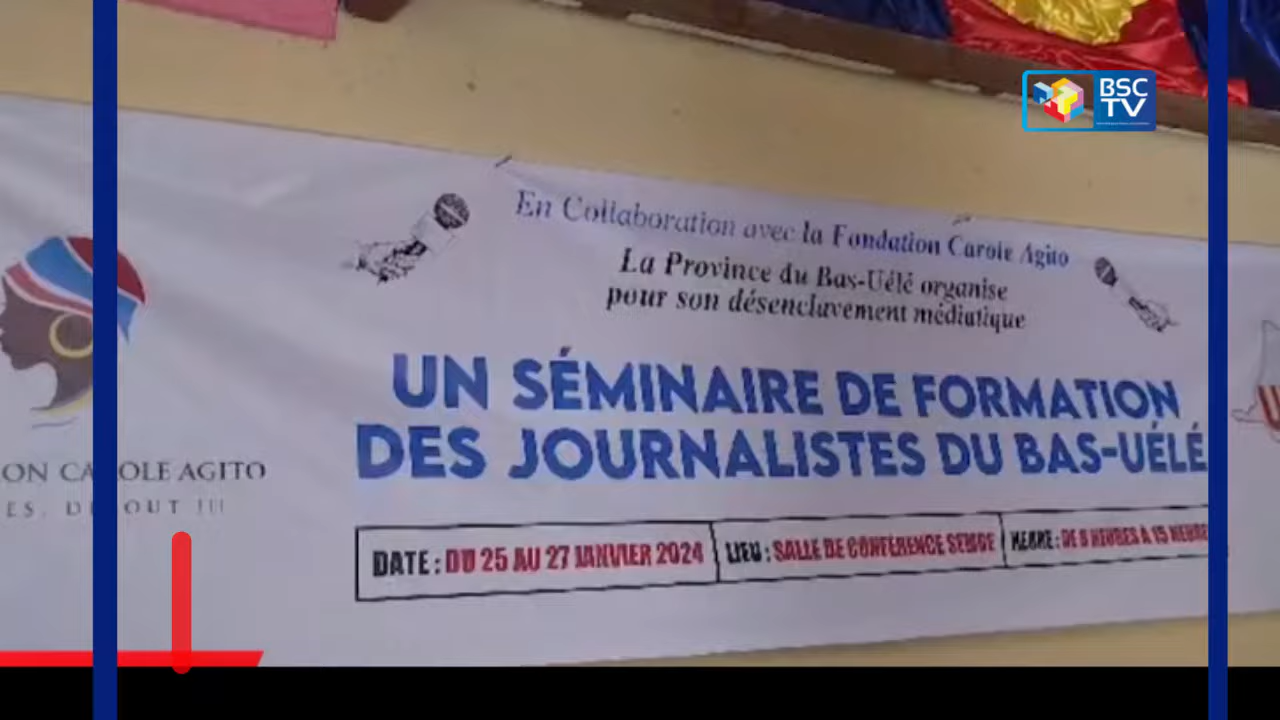 BSC
TV
En Collaboration avec la Fondation Carole Agito
La Province du Bas-Uélé organise
pour son désenclavement médiatique
UN SÉMINAIRE DE FORMATION
DES JOURNALISTES DU BAS-UÉLÉ
ON CAROLE AGITO
DATE : DU 25 AU 27 JANVIER 2024
LIEU : SALLE DE CONFÉRENCE
HEURE :